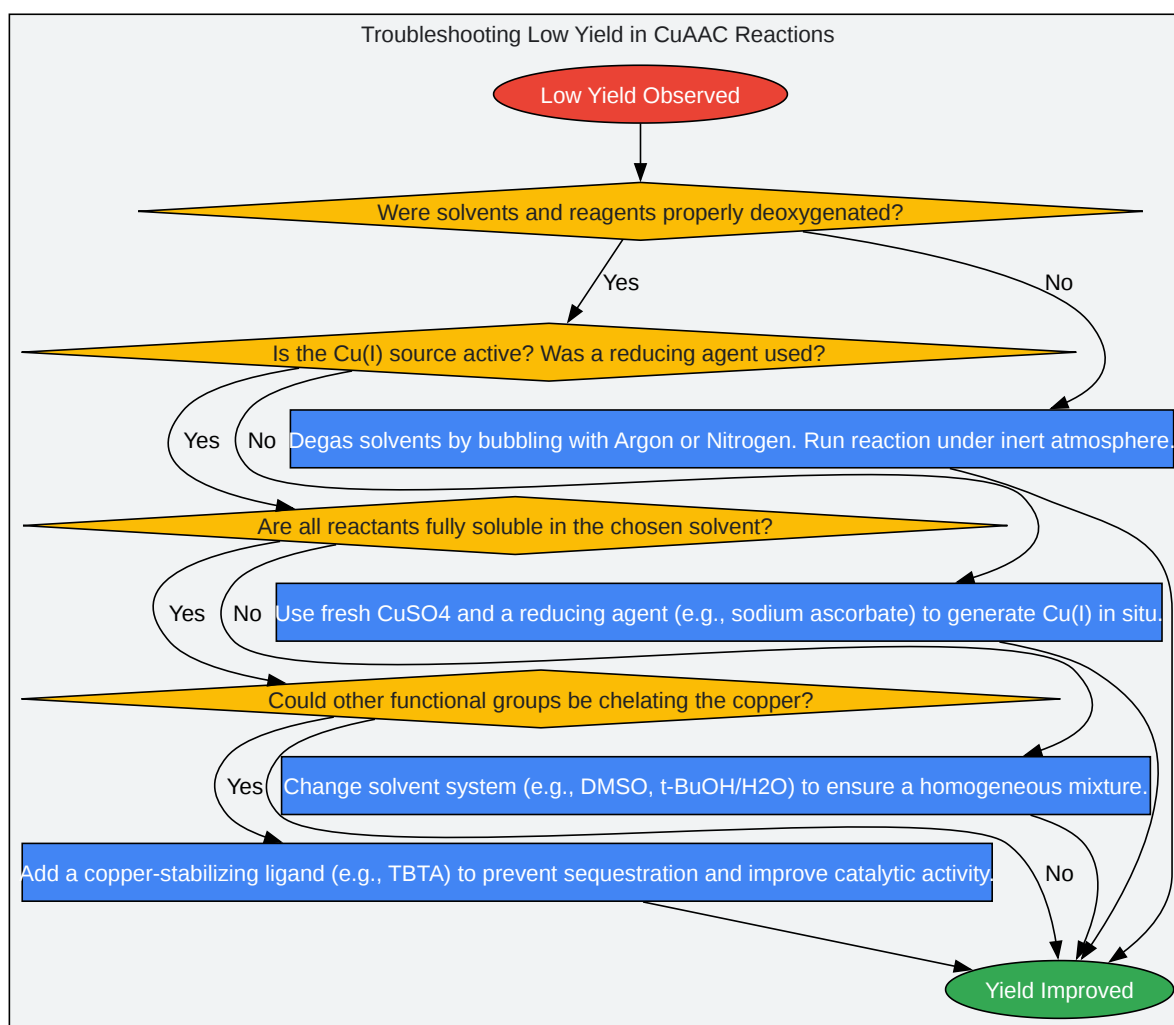 Troubleshooting Low Yield in CuAAC Reactions
Low Yield Observed
Were solvents and reagents properly deoxygenated?
Yes
No
Is the Cu(I) source active? Was a reducing agent used?
Yes
No
Degas solvents by bubbling with Argon or Nitrogen. Run reaction under inert atmosphere.
Are all reactants fully soluble in the chosen solvent?
Yes
No
Use fresh CuSO4 and a reducing agent (e.g., sodium ascorbate) to generate Cu(I) in situ.
Could other functional groups be chelating the copper?
Yes
Change solvent system (e.g., DMSO, t-BuOH/H2O) to ensure a homogeneous mixture.
Add a copper-stabilizing ligand (e.g., TBTA) to prevent sequestration and improve catalytic activity.
No
Yield Improved